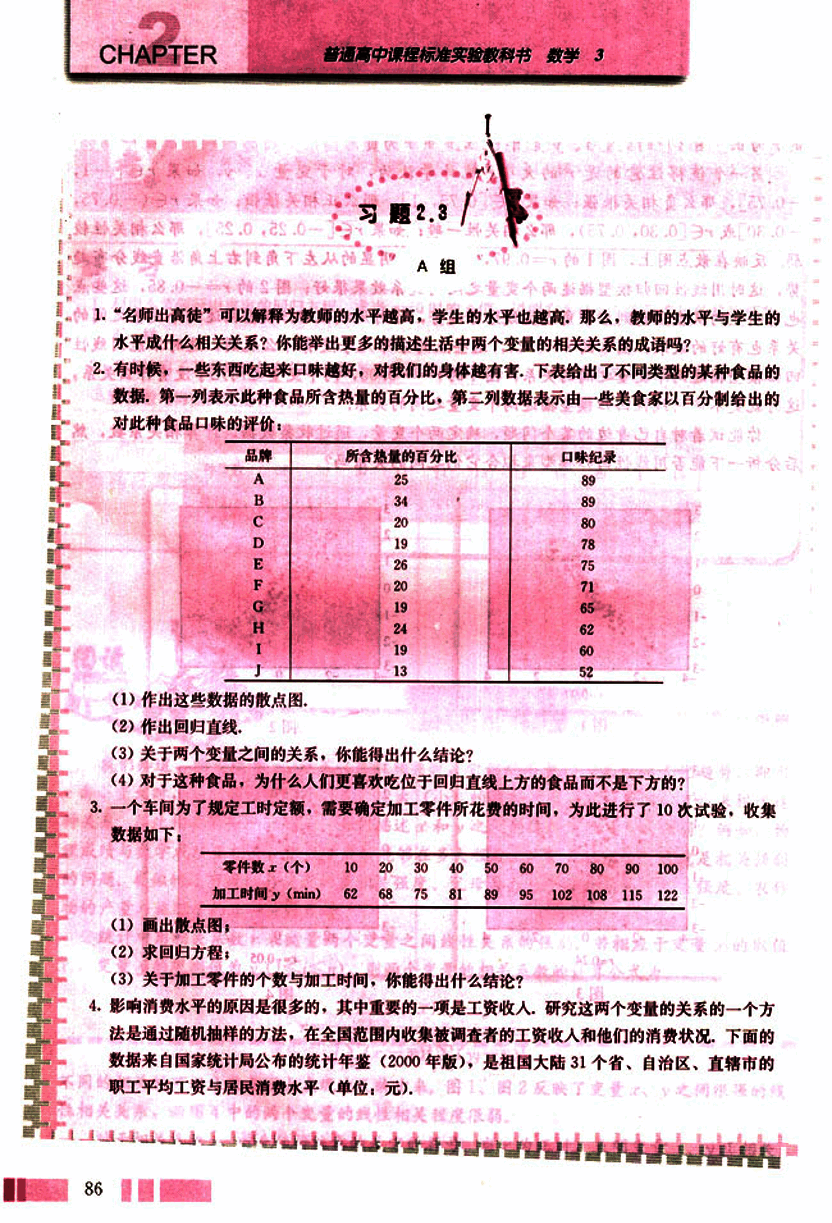 CHAPTER
2
普通高中课程标准实验教科书 数学 3
习 题2.3
A 组
1. “名师出高徒”可以解释为教师的水平越高,学生的水平也越高. 那么,教师的水平与学生的
水平成什么相关关系?你能举出更多的描述生活中两个变量的相关关系的成语吗?
2. 有时候,一些东西吃起来口味越好,对我们的身体越有害. 下表给出了不同类型的某种食品的
数据. 第一列表示此种食品所含热量的百分比,第二列数据表示由一些美食家以百分制给出的
对此种食品口味的评价:
品牌 所含热量的百分比 口味纪录
A 25 89
B 34 89
C 20 80
D 19 78
E 26 75
F 20 71
G 19 65
H 24 62
I 19 60
J 13 52
(1) 作出这些数据的散点图.
(2) 作出回归直线.
(3) 关于两个变量之间的关系,你能得出什么结论?
(4) 对于这种食品,为什么人们更喜欢吃位于回归直线上方的食品而不是下方的?
3. 一个车间为了规定工时定额,需要确定加工零件所花费的时间,为此进行了 10 次试验,收集
数据如下:
零件数 x(个) 10 20 30 40 50 60 70 80 90 100
加工时间 y(min) 62 68 75 81 89 95 102 108 115 122
(1) 画出散点图;
(2) 求回归方程;
(3) 关于加工零件的个数与加工时间,你能得出什么结论?
4. 影响消费水平的原因是很多的,其中重要的一项是工资收入. 研究这两个变量的关系的一个方
法是通过随机抽样的方法,在全国范围内收集被调查者的工资收入和他们的消费状况. 下面的
数据来自国家统计局公布的统计年鉴(2000 年版),是祖国大陆 31 个省、自治区、直辖市的
职工平均工资与居民消费水平(单位:元).
86